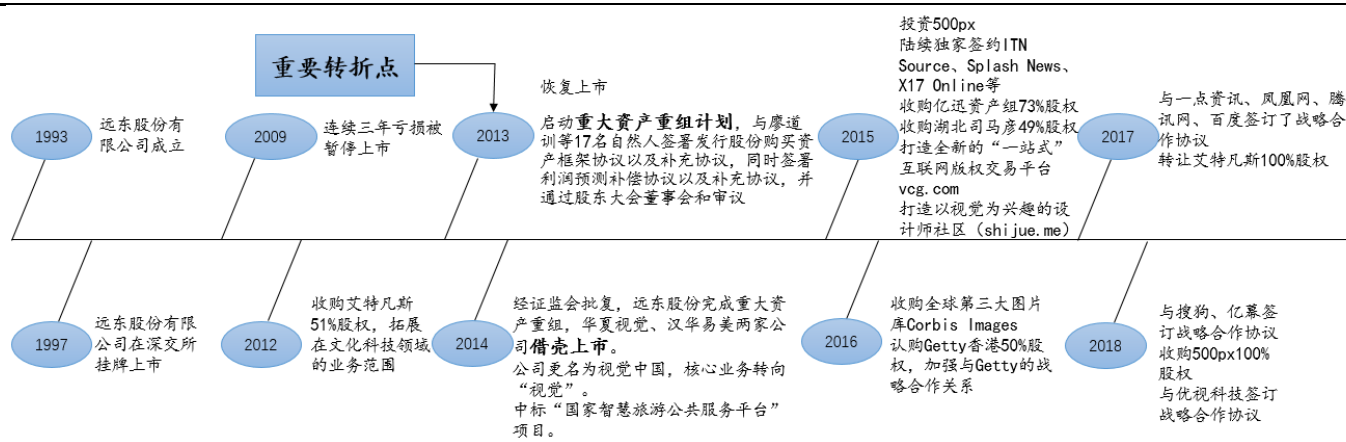 重要转折点
1993
远东股份有
限公司成立
2009
连续三年亏损被
暂停上市
2013
恢复上市
启动重大资产重组计划，与廖道
训等17名自然人签署发行股份购买资
产框架协议以及补充协议，同时签署
利润预测补偿协议以及补充协议，并
通过股东大会董事会和审议
2015
投资500px
陆续独家签约ITN
Source、Splash News、
X17 Online等
收购亿迅资产组73%股权
收购湖北司马彦49%股权
打造全新的“一站式”
互联网版权交易平台
vcg.com
打造以视觉为兴趣的设
计师社区（shijue.me）
2017
与一点资讯、凤凰网、腾
讯网、百度签订了战略合
作协议
转让艾特凡斯100%股权
1997
远东股份有限
公司在深交所
挂牌上市
2012
收购艾特凡斯
51%股权，拓展
在文化科技领域
的业务范围
2014
经证监会批复，远东股份完成重大资
产重组，华夏视觉、汉华易美两家公
司借壳上市。
公司更名为视觉中国，核心业务转向
“视觉”。
中标“国家智慧旅游公共服务平台”
项目。
2016
收购全球第三大图片
库Corbis Images
认购Getty香港50%股
权，加强与Getty的战
略合作关系
2018
与搜狗、亿幕签
订战略合作协议
收购500px100%
股权
与优视科技签订
战略合作协议